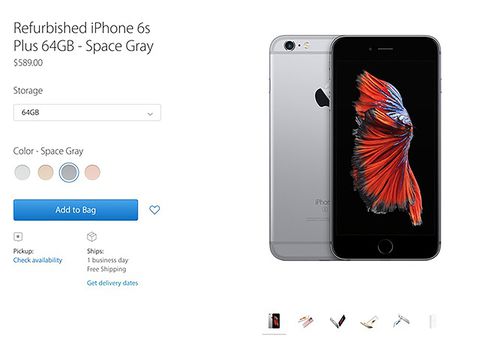 Refurbished iPhone 6s
Plus 64GB - Space Gray
$589.00
Storage
64GB
Color - Space Gray
Add to Bag
Pickup:
Check availability
Ships:
1 business day
Free Shipping
Get delivery dates
iPhone